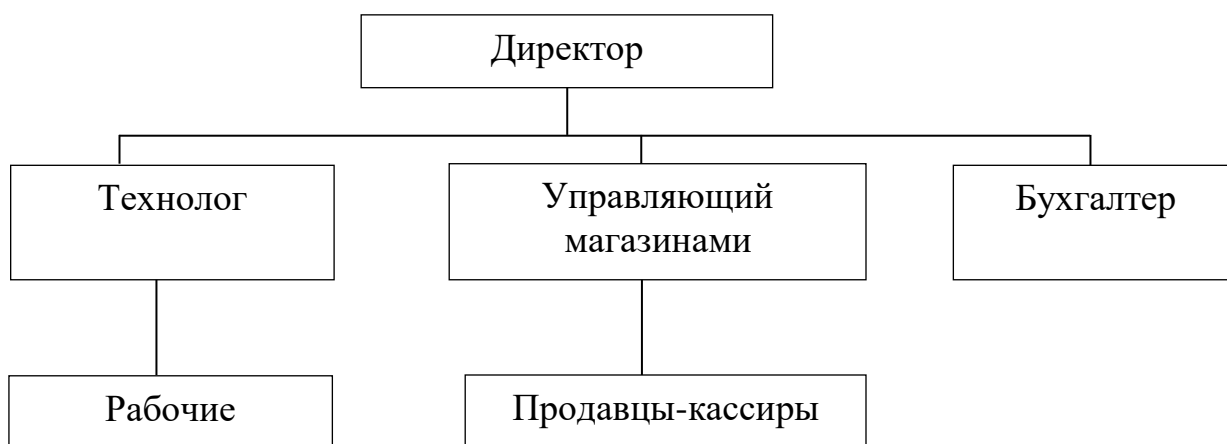 Директор
Технолог
Управляющий
магазинами
Бухгалтер
Рабочие
Продавцы-кассиры